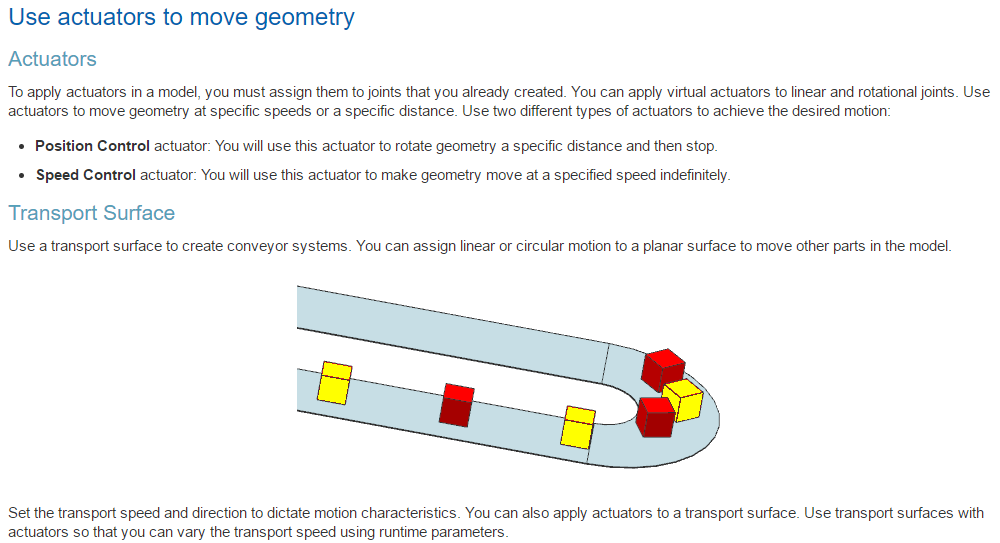 Use actuators to move geometry
Actuators
To apply actuators in a model, you must assign them to joints that you already created. You can apply virtual actuators to linear and rotational joints. Use
actuators to move geometry at specific speeds or a specific distance. Use two different types of actuators to achieve the desired motion:
• Position Control actuator: You will use this actuator to rotate geometry a specific distance and then stop.
• Speed Control actuator: You will use this actuator to make geometry move at a specified speed indefinitely.
Transport Surface
Use a transport surface to create conveyor systems. You can assign linear or circular motion to a planar surface to move other parts in the model.
Set the transport speed and direction to dictate motion characteristics. You can also apply actuators to a transport surface. Use transport surfaces with
actuators so that you can vary the transport speed using runtime parameters.